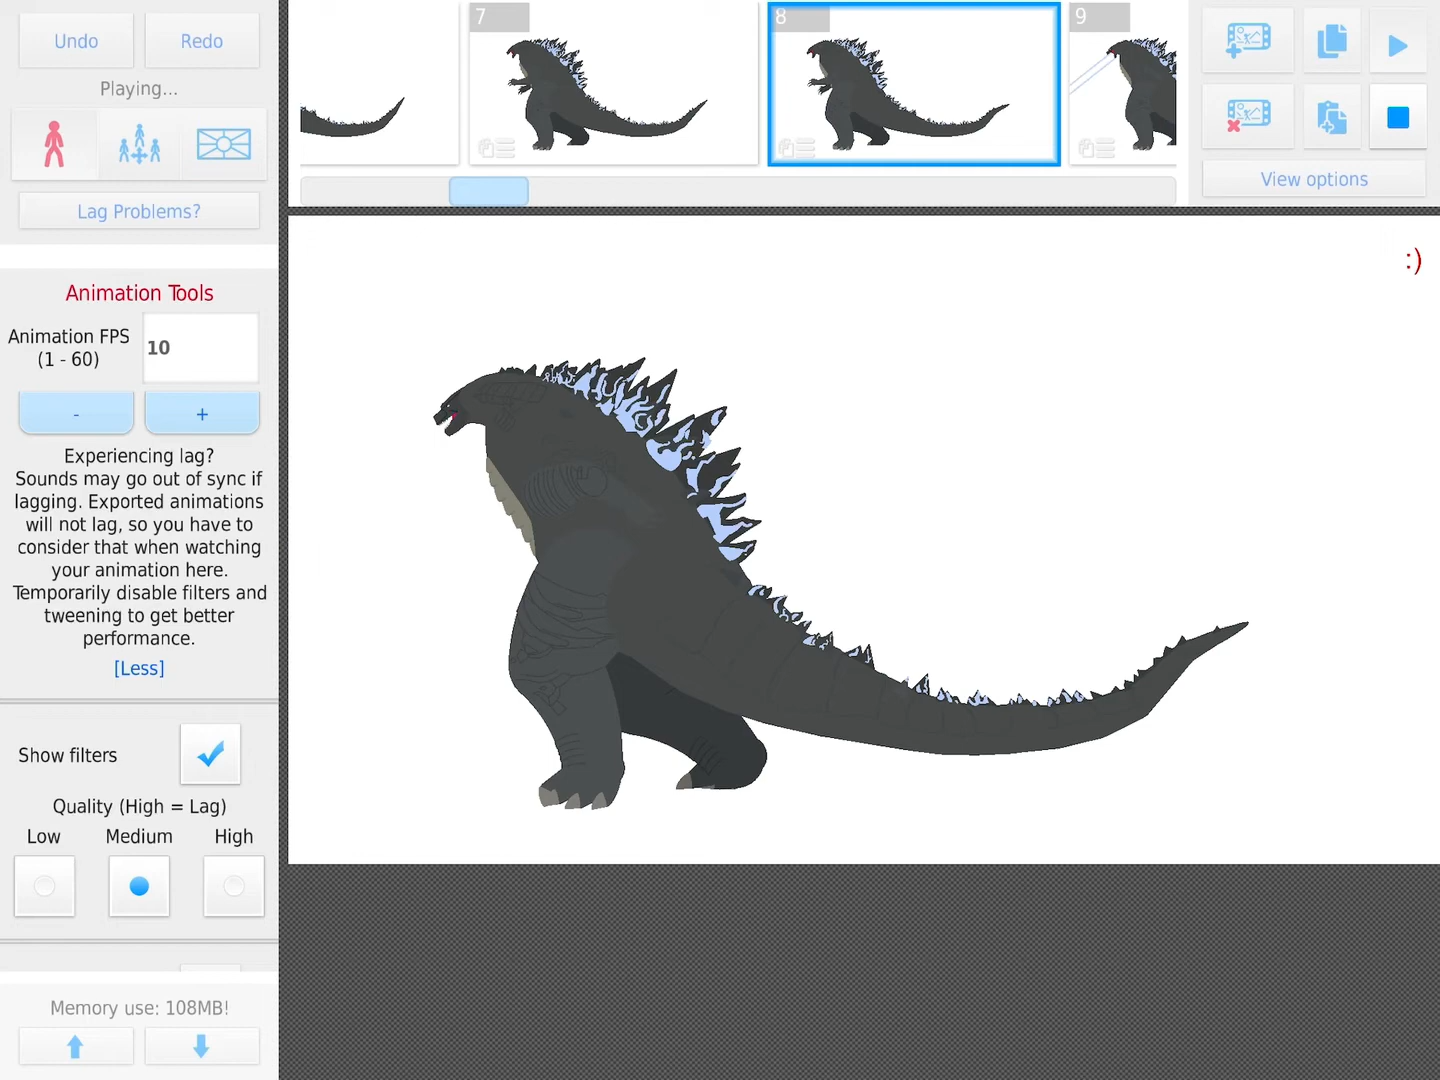 Undo
Redo
Playing...
Lag Problems?
7
8
9
View options
:)
Animation Tools
Animation FPS
(1 - 60)
10
-
+
Experiencing lag?
Sounds may go out of sync if
lagging. Exported animations
will not lag, so you have to
consider that when watching
your animation here.
Temporarily disable filters and
tweening to get better
performance.
[Less]
Show filters
Quality (High = Lag)
Low
Medium
High
Memory use: 108MB!